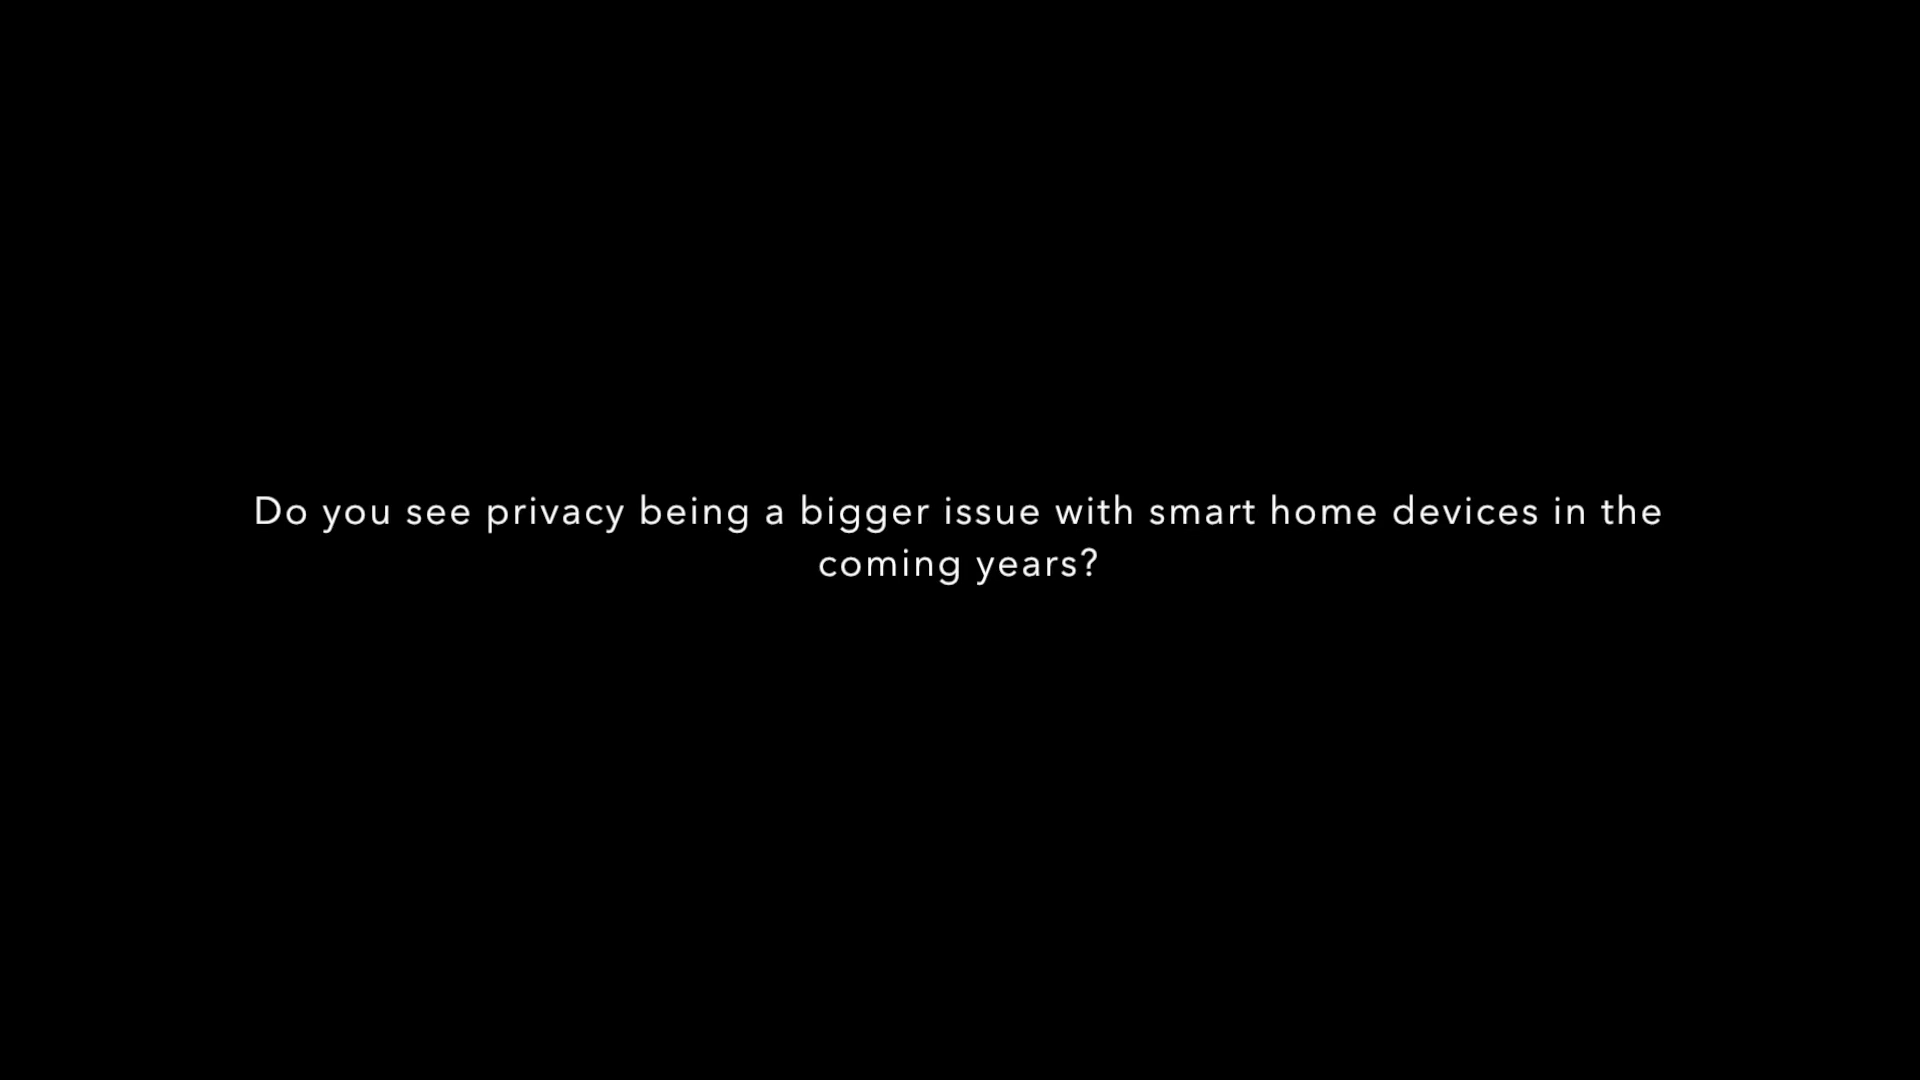 Do you see privacy being a bigger issue with smart home devices in the
coming years?